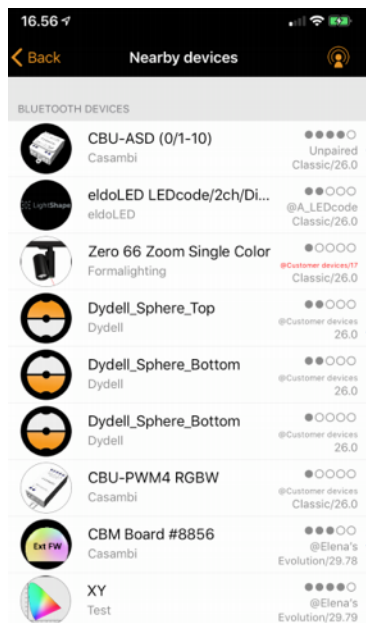 16.56
Back
Nearby devices
BLUETOOTH DEVICES
CBU-ASD (0/1-10)
Casambi
Unpaired
Classic/26.0
LightShape
eldoLED LEDcode/2ch/Di...
eldoLED
@A_LEDcode
Classic/26.0
Zero 66 Zoom Single Color
Formalighting
@Customer devices/17
Classic/26.0
Dydell_Sphere_Top
Dydell
@Customer devices
26.0
Dydell_Sphere_Bottom
Dydell
@Customer devices
26.0
Dydell_Sphere_Bottom
Dydell
@Customer devices
26.0
CBU-PWM4 RGBW
Casambi
@Customer devices
Classic/26.0
Ext FW
CBM Board #8856
Casambi
@Elena's
Evolution/29.78
XY
Test
@Elena's
Evolution/29.79